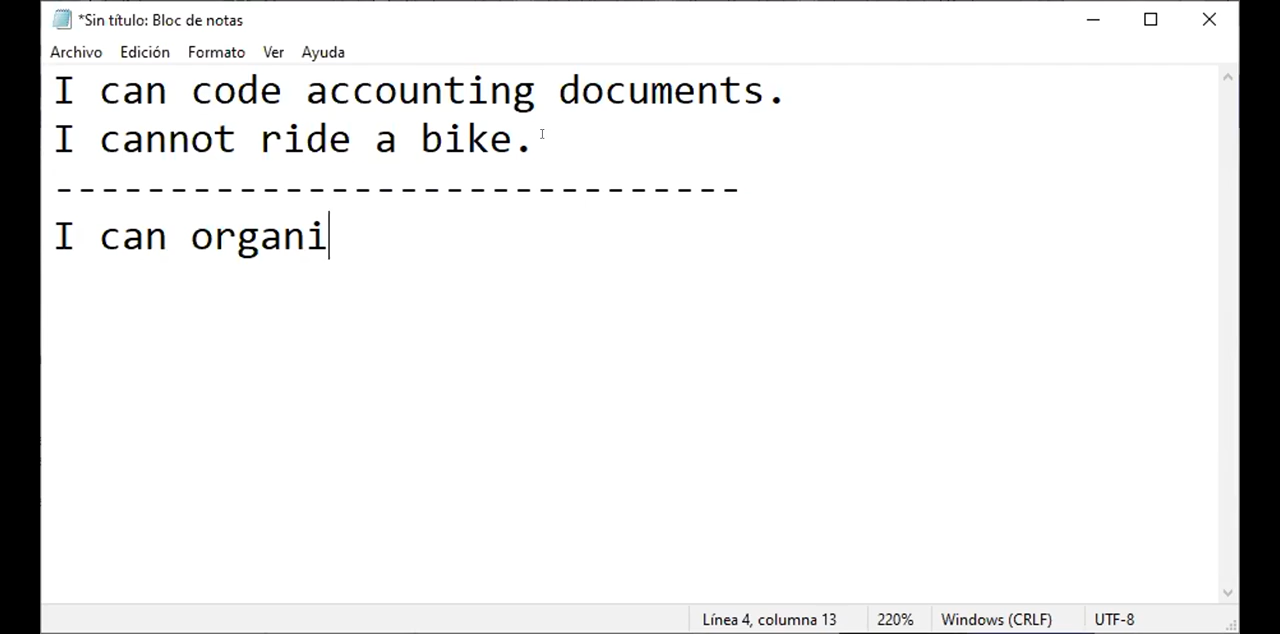 *Sin título: Bloc de notas
Archivo Edición Formato Ver Ayuda
I can code accounting documents.
I cannot ride a bike.
------------------------------
I can organi
Línea 4, columna 13 220% Windows (CRLF) UTF-8